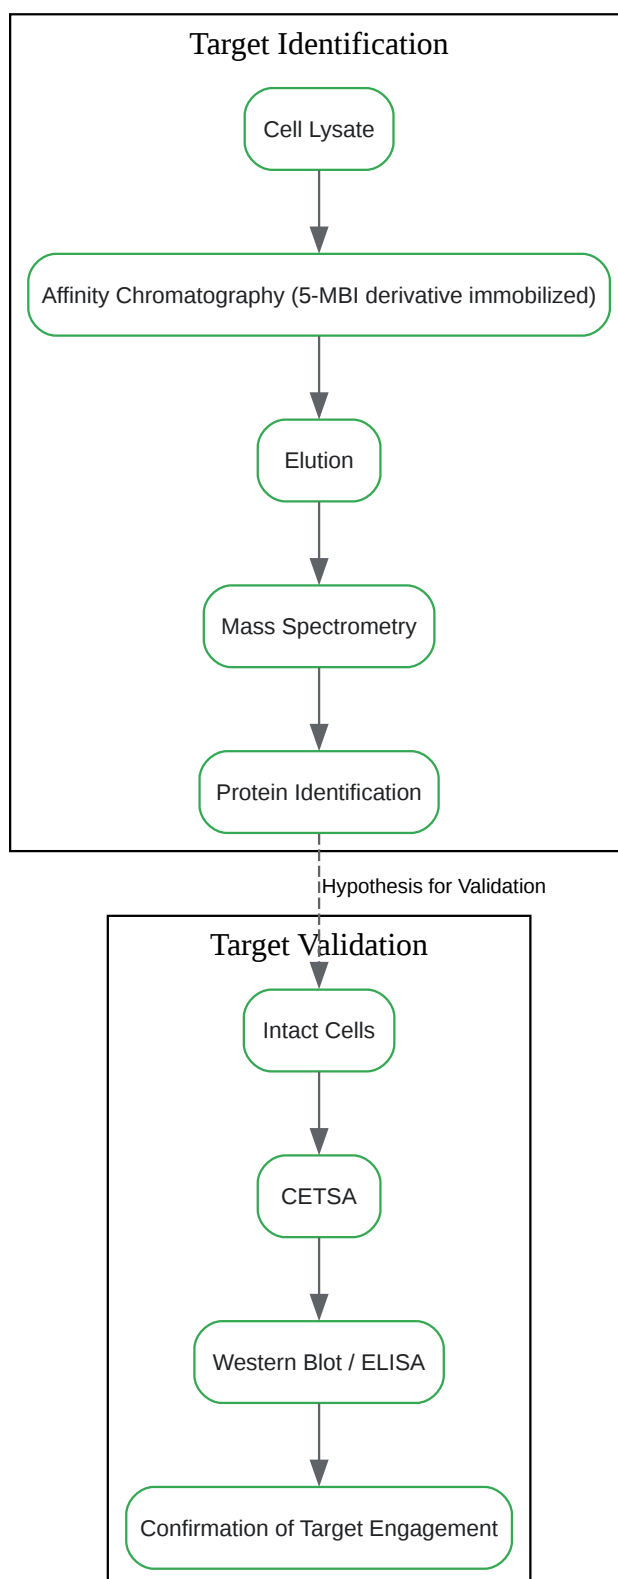 Target Identification
Cell Lysate
Affinity Chromatography (5-MBI derivative immobilized)
Elution
Mass Spectrometry
Protein Identification
Hypothesis for Validation
Target Validation
Intact Cells
CETSA
Western Blot / ELISA
Confirmation of Target Engagement